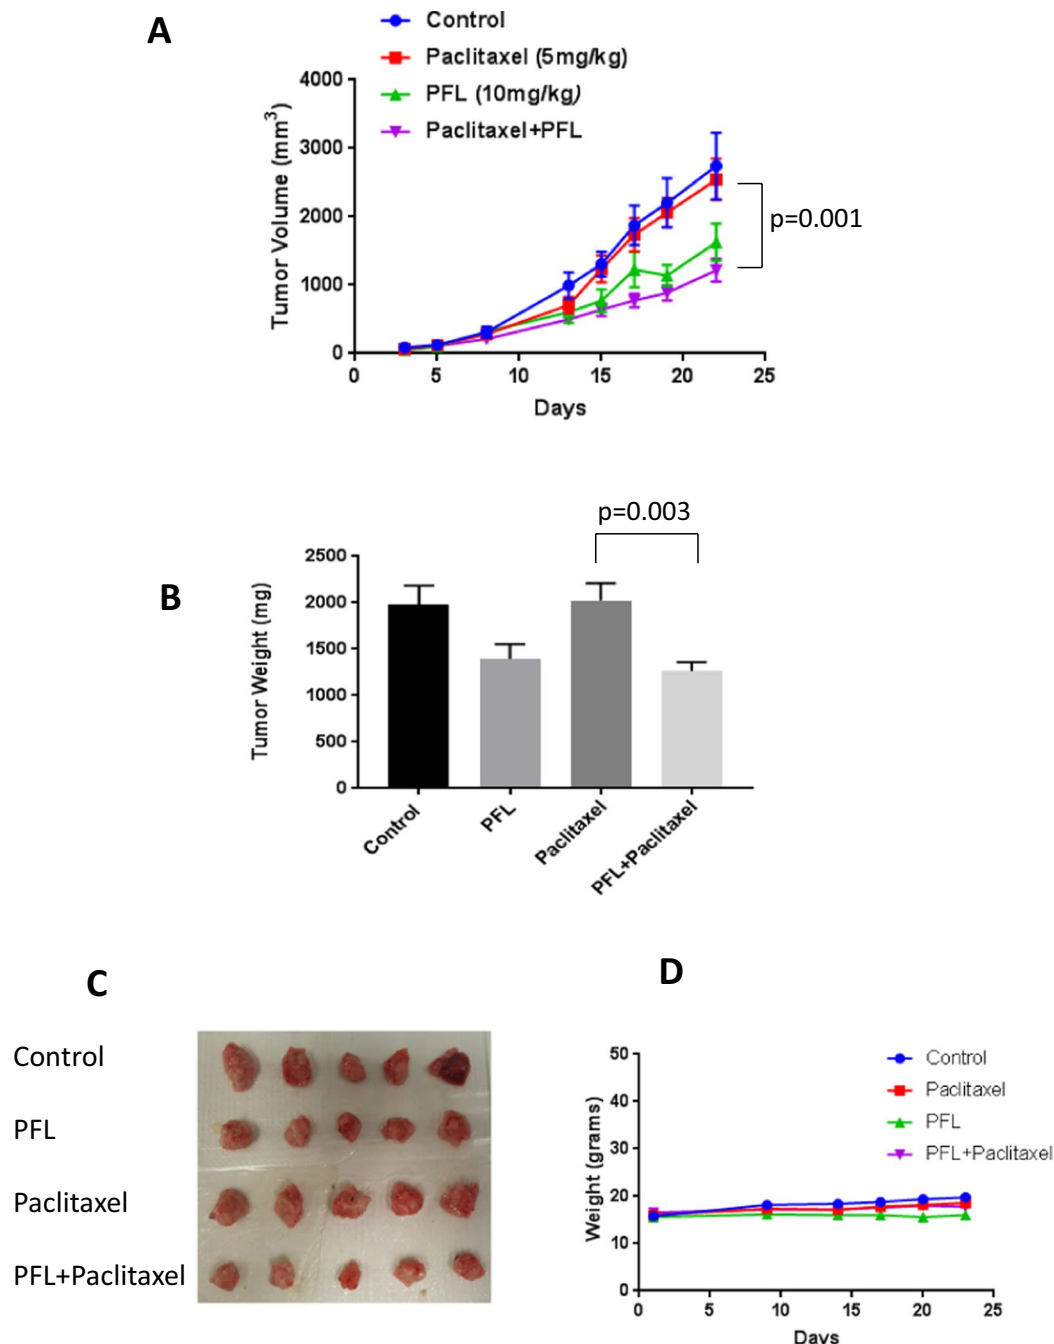 A
Control
Paclitaxel (5mg/kg)
PFL (10mg/kg)
Paclitaxel+PFL
4000
3000
2000
1000
0
Tumor Volume (mm3)
0 5 10 15 20 25
Days
p=0.001
B
p=0.003
2500
2000
1500
1000
500
0
Tumor Weight (mg)
Control
PFL
Paclitaxel
PFL+Paclitaxel
C
Control
PFL
Paclitaxel
PFL+Paclitaxel
D
Control
Paclitaxel
PFL
PFL+Paclitaxel
50
40
30
20
10
0
Weight (grams)
0 5 10 15 20 25
Days